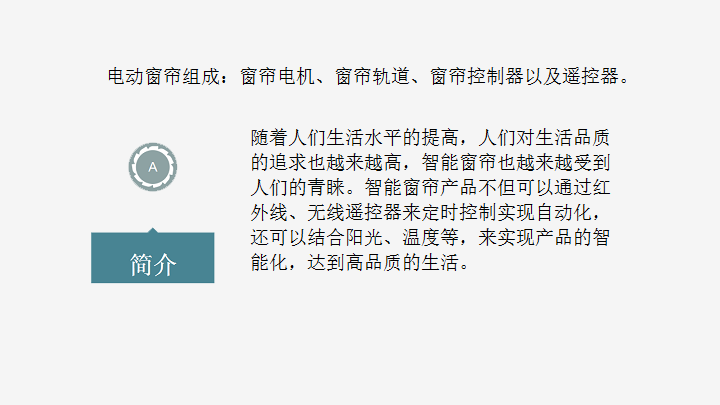 电动窗帘组成：窗帘电机、窗帘轨道、窗帘控制器以及遥控器。
A
简介
随着人们生活水平的提高，人们对生活品质
的追求也越来越高，智能窗帘也越来越受到
人们的青睐。智能窗帘产品不但可以通过红
外线、无线遥控器来定时控制实现自动化，
还可以结合阳光、温度等，来实现产品的智
能化，达到高品质的生活。